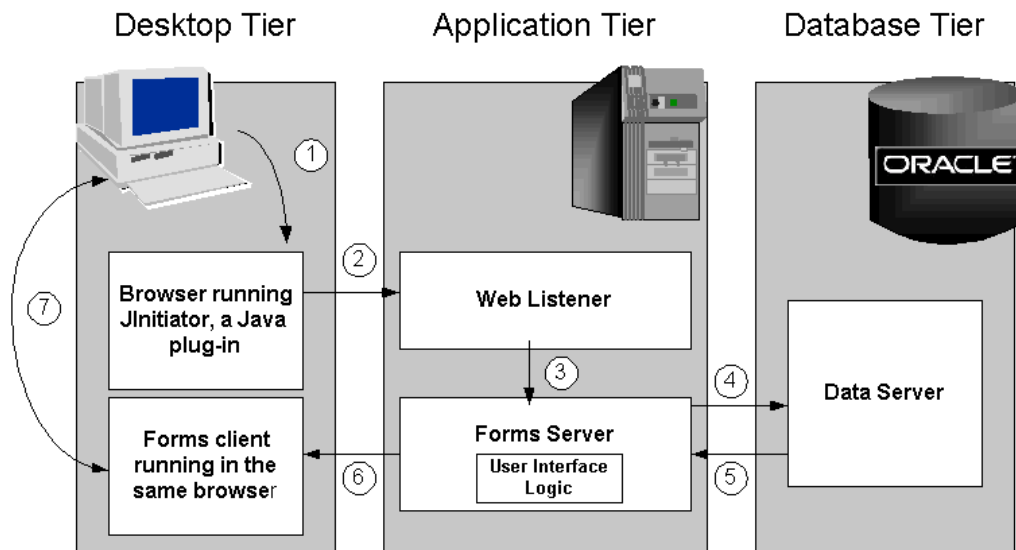 Desktop Tier
Application Tier
Database Tier
ORACLE
1
2
Browser running
JInitiator, a Java
plug-in
Web Listener
7
3
4
Data Server
Forms client
running in the
same browser
6
Forms Server
User Interface
Logic
5